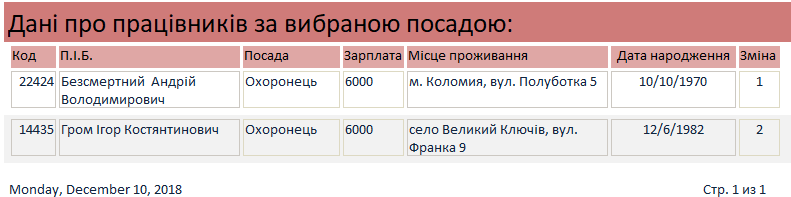 Дані про працівників за вибраною посадою:
Код П.І.Б. Посада Зарплата Місце проживання Дата народження Зміна
22424 Безсмертний Андрій Охоронець 6000 м. Коломия, вул. Полуботка 5 10/10/1970 1
Володимирович
14435 Гром Ігор Костянтинович Охоронець 6000 село Великий Ключів, вул. 12/6/1982 2
Франка 9
Monday, December 10, 2018 Стр. 1 из 1